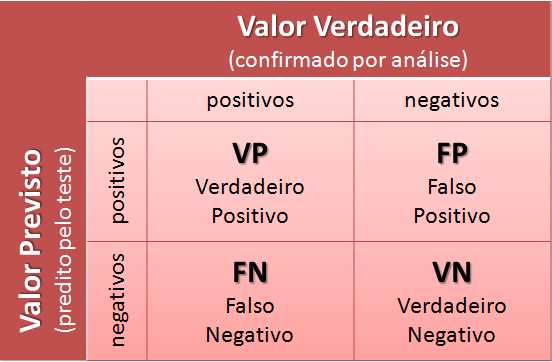 Valor Verdadeiro
(confirmado por análise)
positivos
negativos
Valor Previsto
(predito pelo teste)
positivos
VP
Verdadeiro
Positivo
FP
Falso
Positivo
negativos
FN
Falso
Negativo
VN
Verdadeiro
Negativo